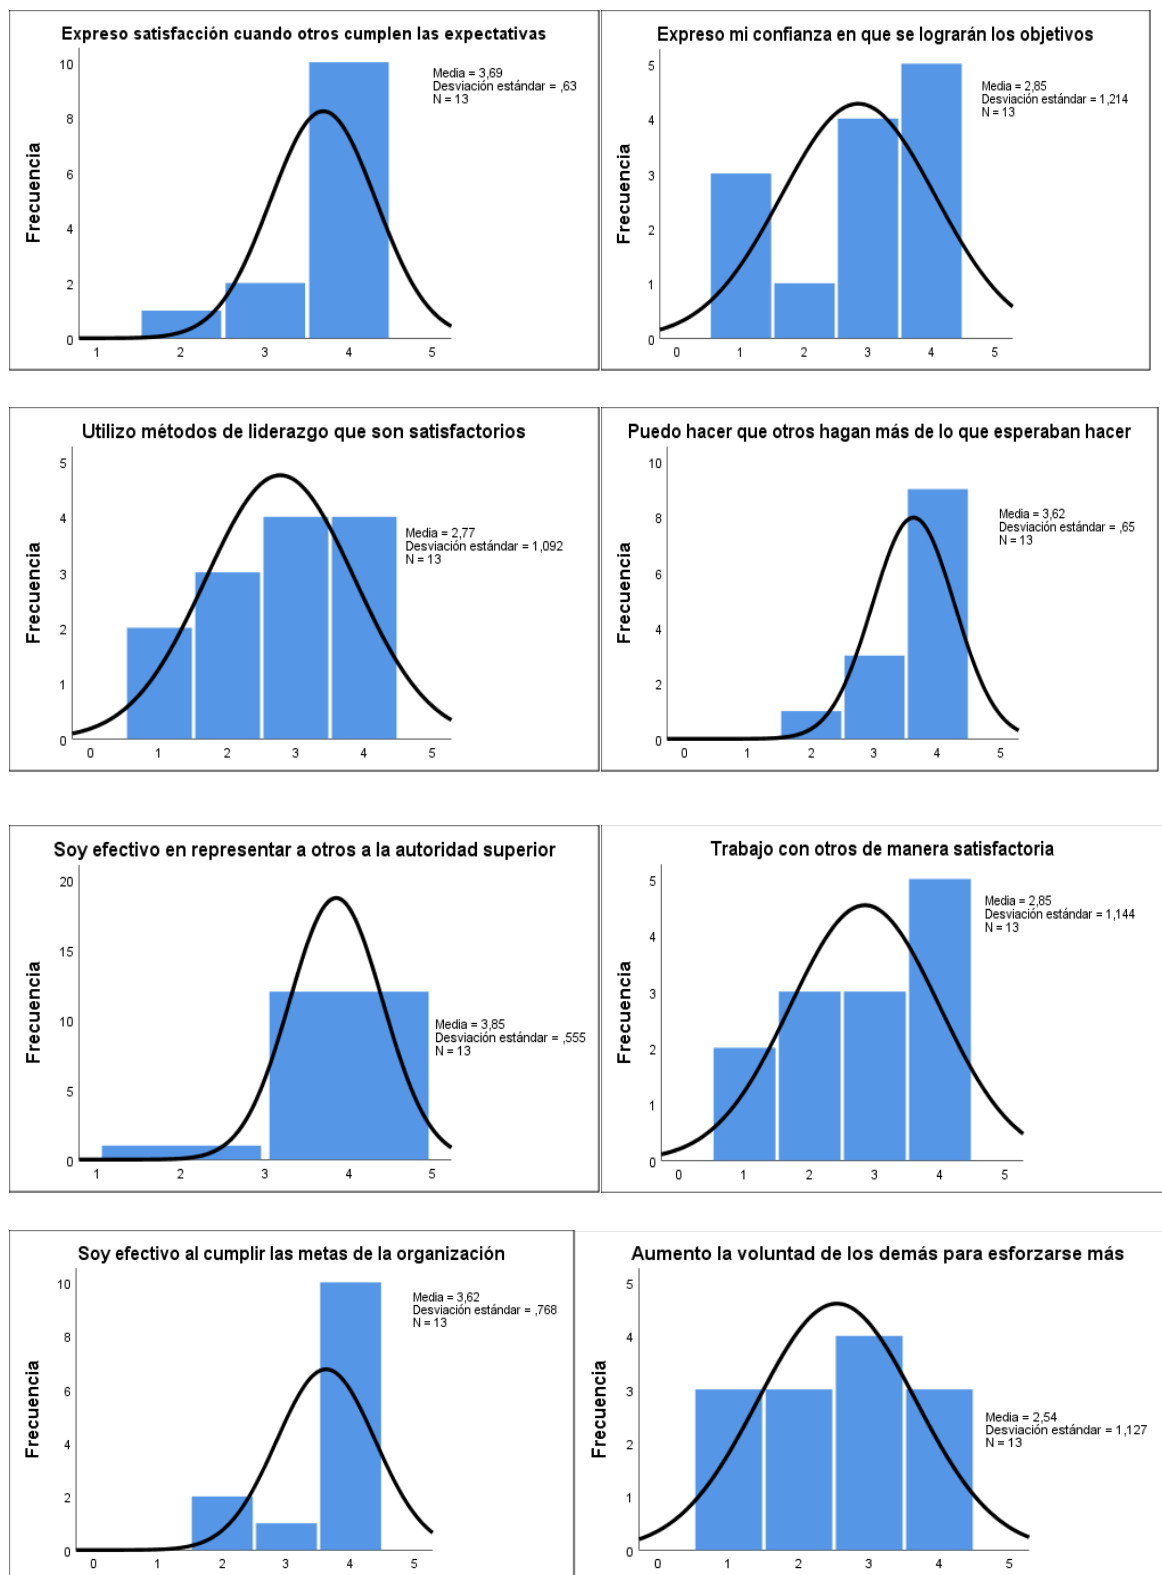 Expreso satisfacción cuando otros cumplen las expectativas
Media = 3,69
Desviación estándar = ,63
N = 13
Frecuencia
10
8
6
4
2
0
1 2 3 4 5
Expreso mi confianza en que se lograrán los objetivos
Media = 2,85
Desviación estándar = 1,214
N = 13
Frecuencia
5
4
3
2
1
0
0 1 2 3 4 5
Utilizo métodos de liderazgo que son satisfactorios
Media = 2,77
Desviación estándar = 1,092
N = 13
Frecuencia
5
4
3
2
1
0
0 1 2 3 4 5
Puedo hacer que otros hagan más de lo que esperaban hacer
Media = 3,62
Desviación estándar = ,65
N = 13
Frecuencia
10
8
6
4
2
0
0 1 2 3 4 5
Soy efectivo en representar a otros a la autoridad superior
Media = 3,85
Desviación estándar = ,555
N = 13
Frecuencia
20
15
10
5
0
1 2 3 4 5
Trabajo con otros de manera satisfactoria
Media = 2,85
Desviación estándar = 1,144
N = 13
Frecuencia
5
4
3
2
1
0
0 1 2 3 4 5
Soy efectivo al cumplir las metas de la organización
Media = 3,62
Desviación estándar = ,768
N = 13
Frecuencia
10
8
6
4
2
0
0 1 2 3 4 5
Aumento la voluntad de los demás para esforzarse más
Media = 2,54
Desviación estándar = 1,127
N = 13
Frecuencia
5
4
3
2
1
0
0 1 2 3 4 5